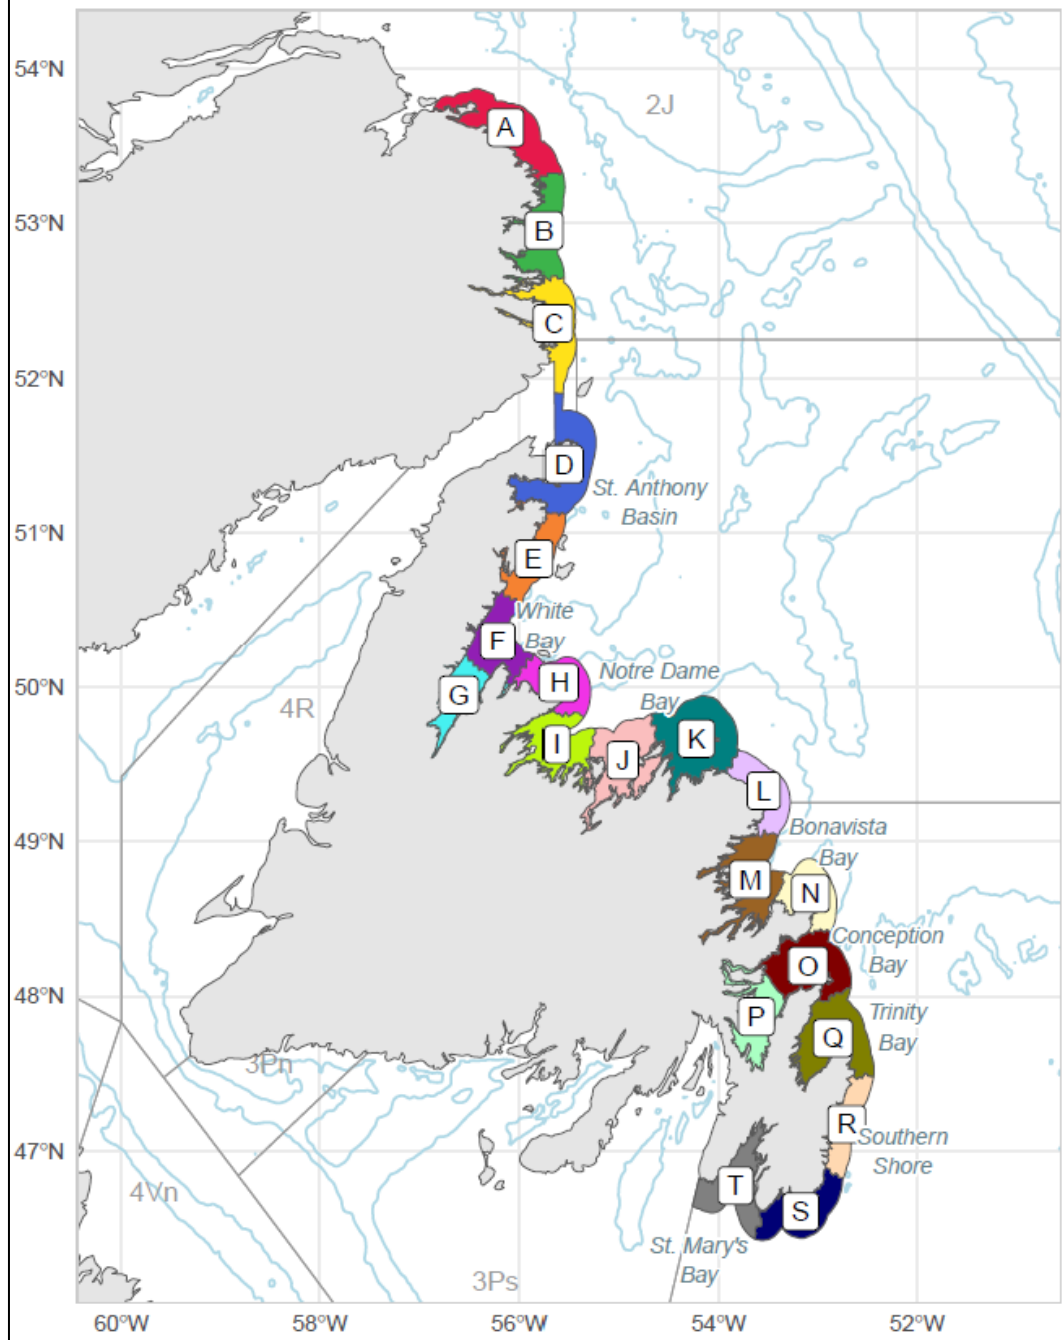 54°N
2J
A
53°N
B
C
52°N
D
St. Anthony
Basin
51°N
E
White
Bay
F
Notre Dame
Bay
50°N
G
H
4R
I
J
K
L
49°N
Bonavista
Bay
M
N
Conception
Bay
O
48°N
Trinity
Bay
P
Q
3Pn
47°N
R
Southern
Shore
4Vn
T
S
St. Mary's
Bay
3Ps
60°W
58°W
56°W
54°W
52°W